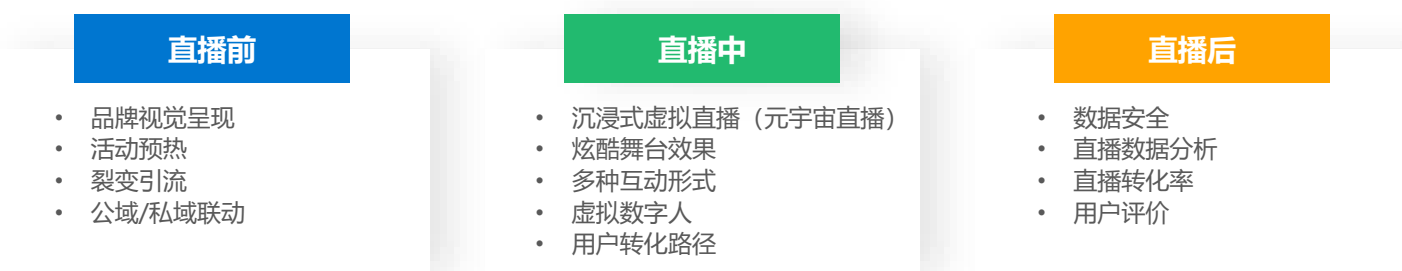 直播前
• 品牌视觉呈现
• 活动预热
• 裂变引流
• 公域/私域联动
直播中
• 沉浸式虚拟直播（元宇宙直播）
• 炫酷舞台效果
• 多种互动形式
• 虚拟数字人
• 用户转化路径
直播后
• 数据安全
• 直播数据分析
• 直播转化率
• 用户评价